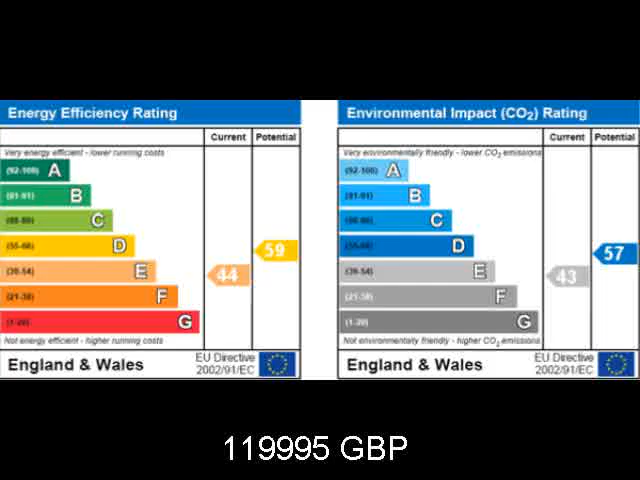 Energy Efficiency Rating
Current Potential
Very energy efficient - lower running costs
(92-100) A
(81-91) B
(69-80) C
(55-68) D
(39-54) E
(21-38) F
(1-20) G
44
59
Not energy efficient - higher running costs
England & Wales
EU Directive
2002/91/EC
Environmental Impact (CO2) Rating
Current Potential
Very environmentally friendly - lower CO2 emissions
(92-100) A
(81-91) B
(69-80) C
(55-68) D
(39-54) E
(21-38) F
(1-20) G
43
57
Not environmentally friendly - higher CO2 emissions
England & Wales
EU Directive
2002/91/EC
119995 GBP